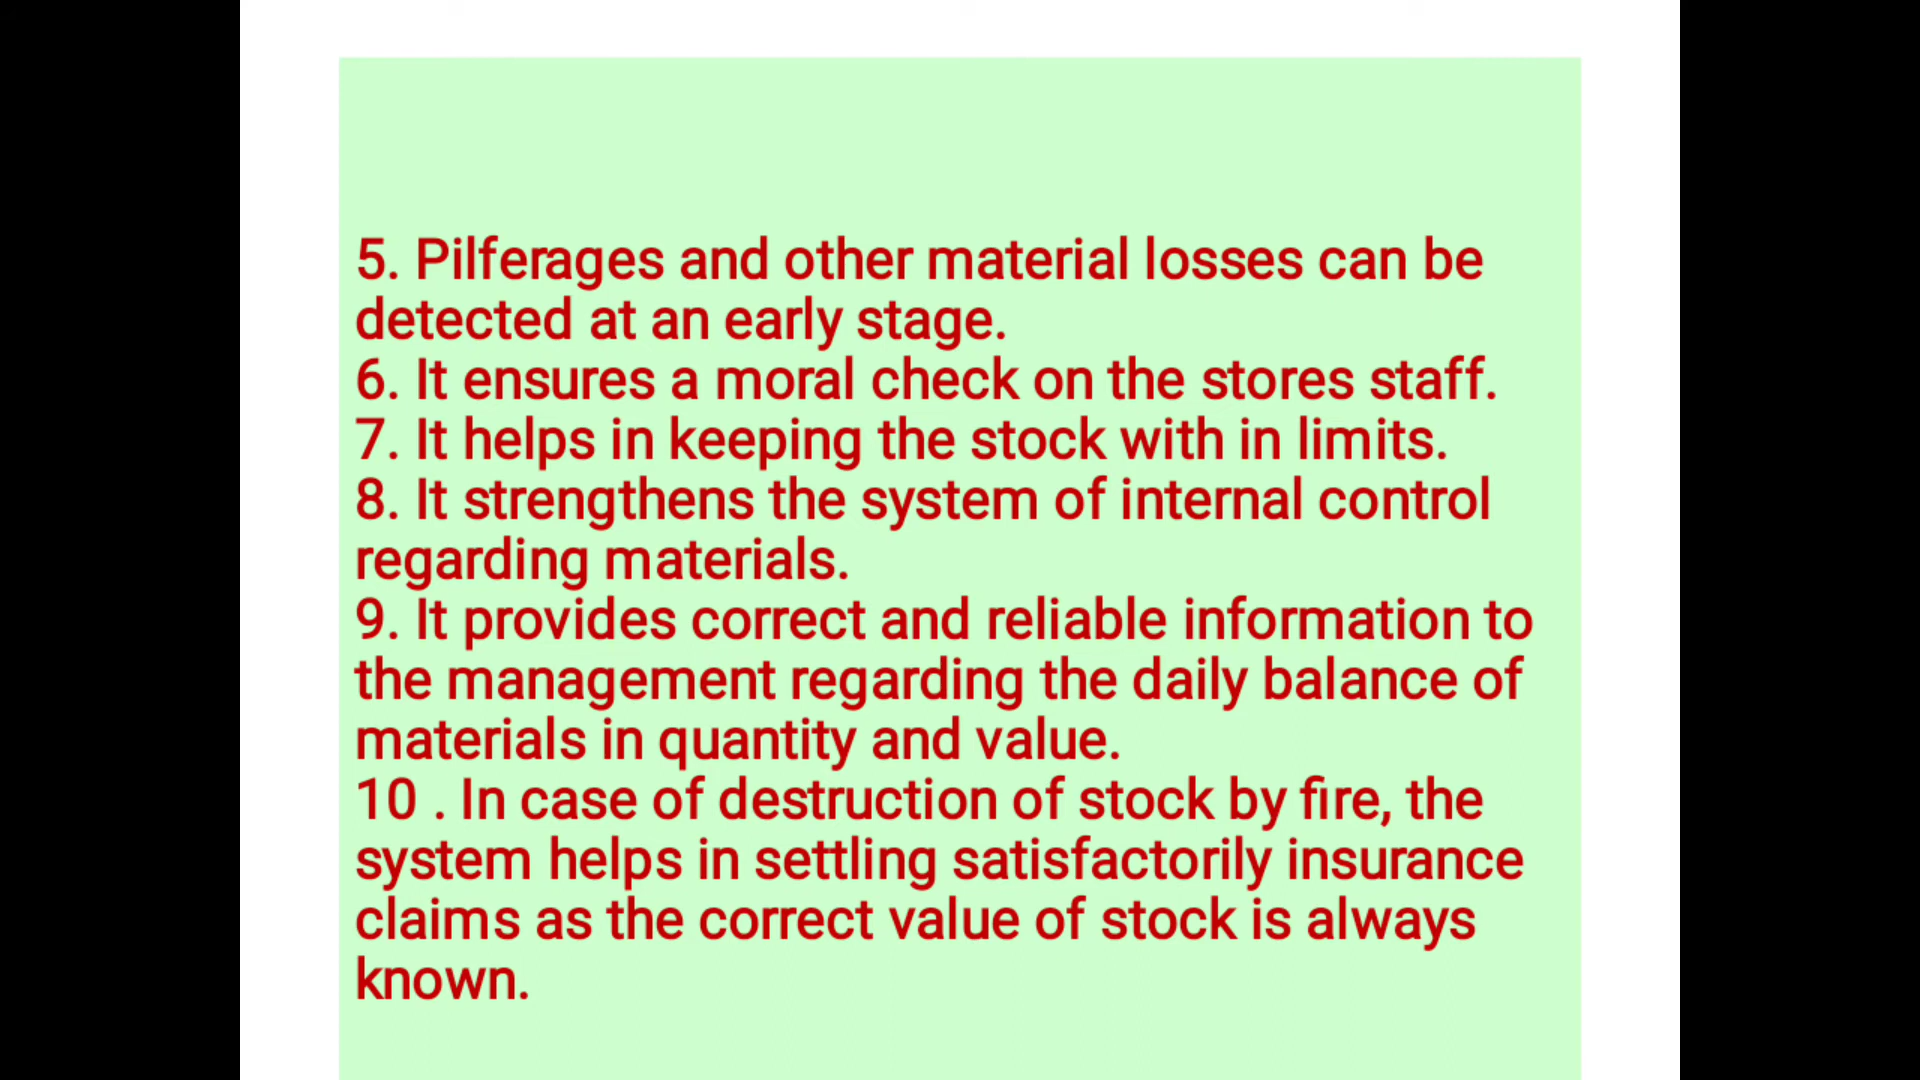 5. Pilferages and other material losses can be
detected at an early stage.
6. It ensures a moral check on the stores staff.
7. It helps in keeping the stock with in limits.
8. It strengthens the system of internal control
regarding materials.
9. It provides correct and reliable information to
the management regarding the daily balance of
materials in quantity and value.
10 . In case of destruction of stock by fire, the
system helps in settling satisfactorily insurance
claims as the correct value of stock is always
known.